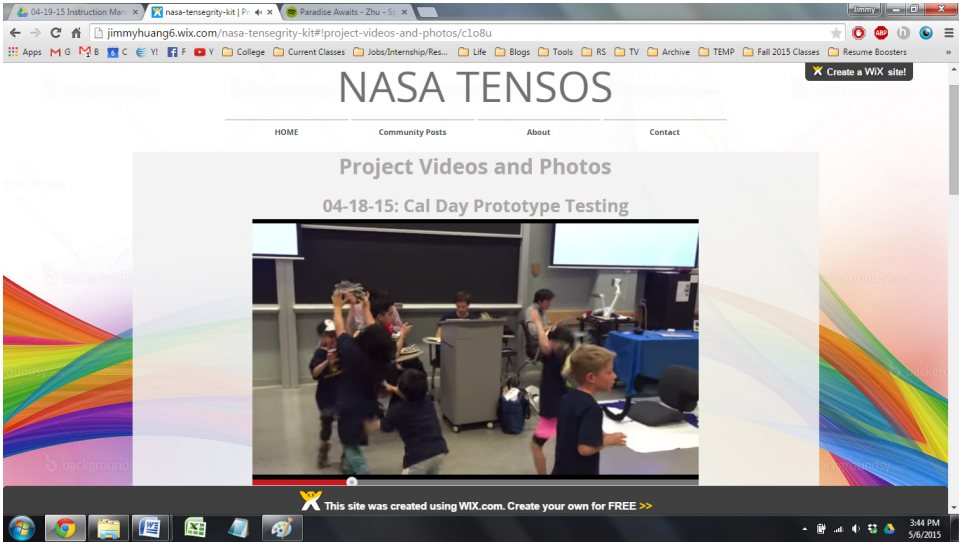 04-19-15 Instruction Man
nasa-tensegrity-kit | Pr
Paradise Awaits - Zhu - Sp
Jimmy
jimmyhuang6.wix.com/nasa-tensegrity-kit#!project-videos-and-photos/c1o8u
ABP
h
Apps M G M B 6 C Y! F Y College Current Classes Jobs/Internship/Res... Life Blogs Tools RS TV Archive TEMP Fall 2015 Classes Resume Boosters »
Create a WiX site!
NASA TENSOS
HOME Community Posts About Contact
Project Videos and Photos
04-18-15: Cal Day Prototype Testing
This site was created using WIX.com. Create your own for FREE >>
3:44 PM
5/6/2015